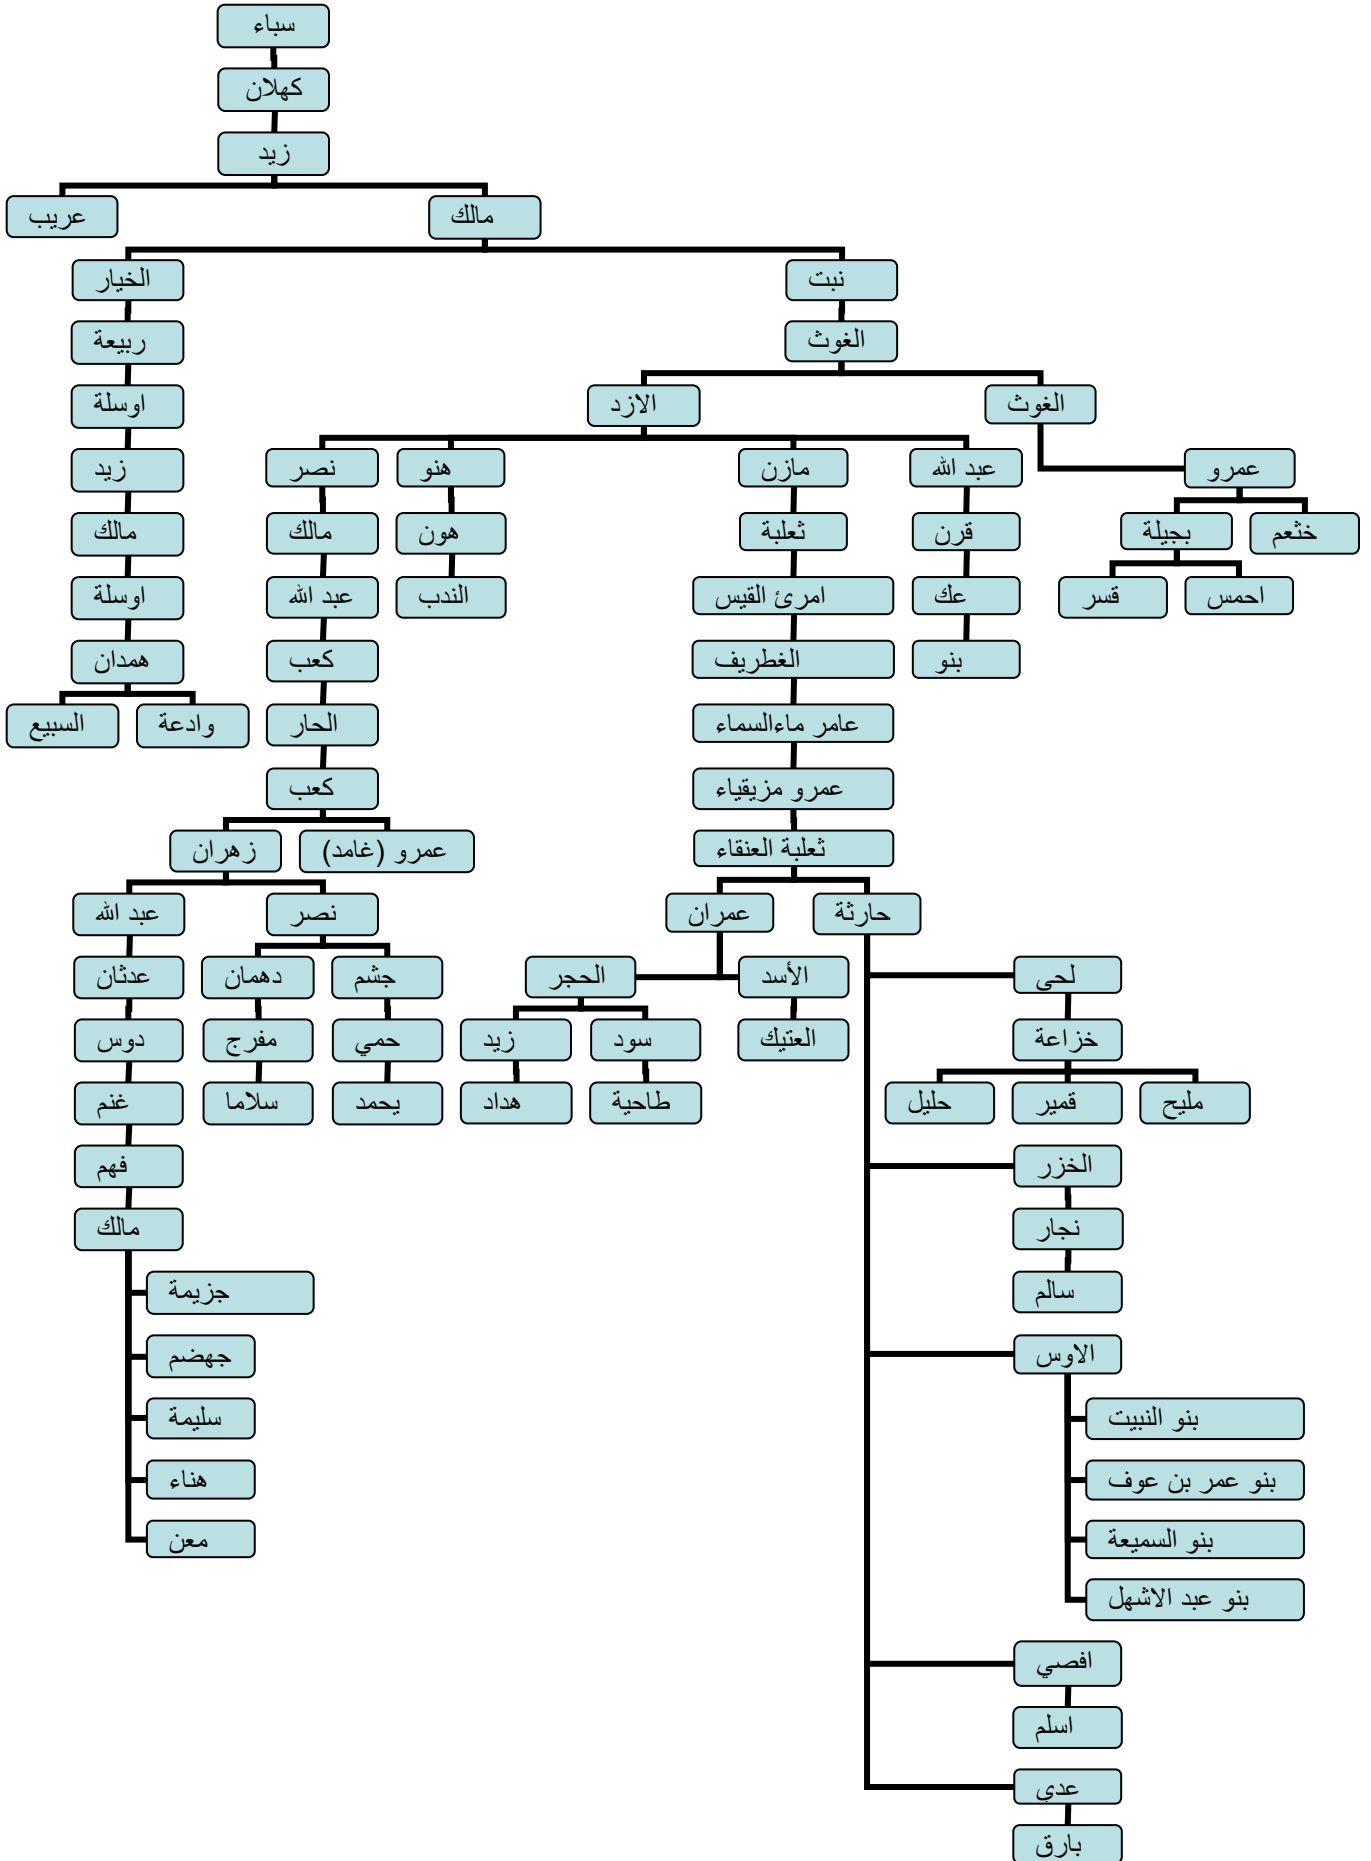 سباء
كهلان
زيد
مالك
عريب
نبت
الخيار
الغوث
ربيعة
الغوث
الازد
اوسلة
عمرو
عبد الله
مازن
هنو
نصر
زيد
خثعم
بجيلة
قرن
ثعلبة
هون
مالك
مالك
احمس
قسر
عك
امرئ القيس
الندب
عبد الله
اوسلة
بنو
الغطريف
كعب
همدان
عامر ماءالسماء
الحار
وادعة
السبيع
عمرو مزيقياء
كعب
ثعلبة العنقاء
عمرو (غامد)
زهران
حارثة
عمران
نصر
عبد الله
لحي
الأسد
الحجر
جشم
دهمان
عدثان
خزاعة
العتيك
سود
زيد
حمي
مفرج
دوس
مليح
قمير
حليل
طاحية
هداد
يحمد
سلاما
غنم
الخزر
فهم
نجار
مالك
سالم
جزيمة
الاوس
جهضم
بنو النبيت
سليمة
بنو عمر بن عوف
هناء
بنو السميعة
معن
بنو عبد الاشهل
افصي
اسلم
عدي
بارق